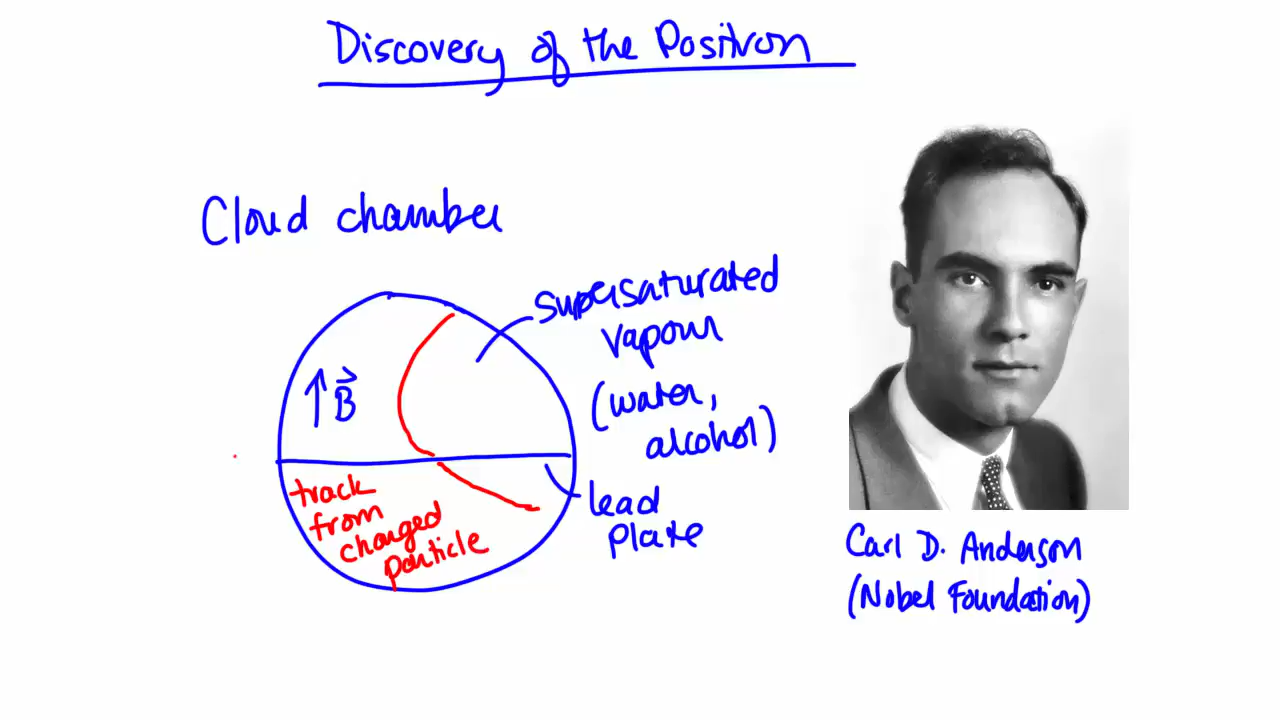 Discovery of the Positron
Cloud chamber
supersaturated
vapour
(water,
alcohol)
↑ B⃗
track
from
charged
particle
lead
plate
Carl D. Anderson
(Nobel Foundation)